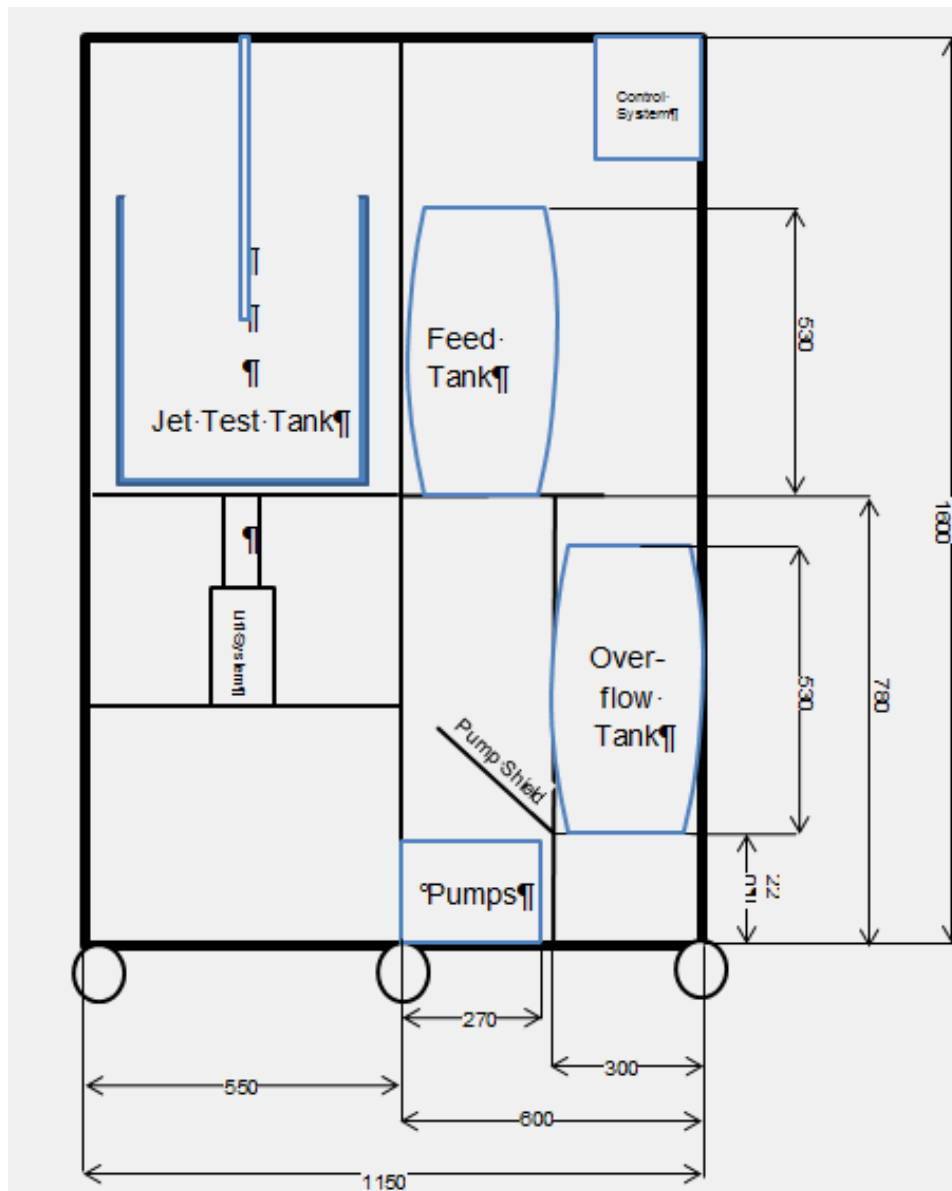 Control·
System¶
¶
¶
¶
Jet·Test·Tank¶
Feed·
Tank¶
530
1600
¶
Over-
flow·
Tank¶
530
780
Pump·Shield
°Pumps¶
22
270
300
550
600
1150